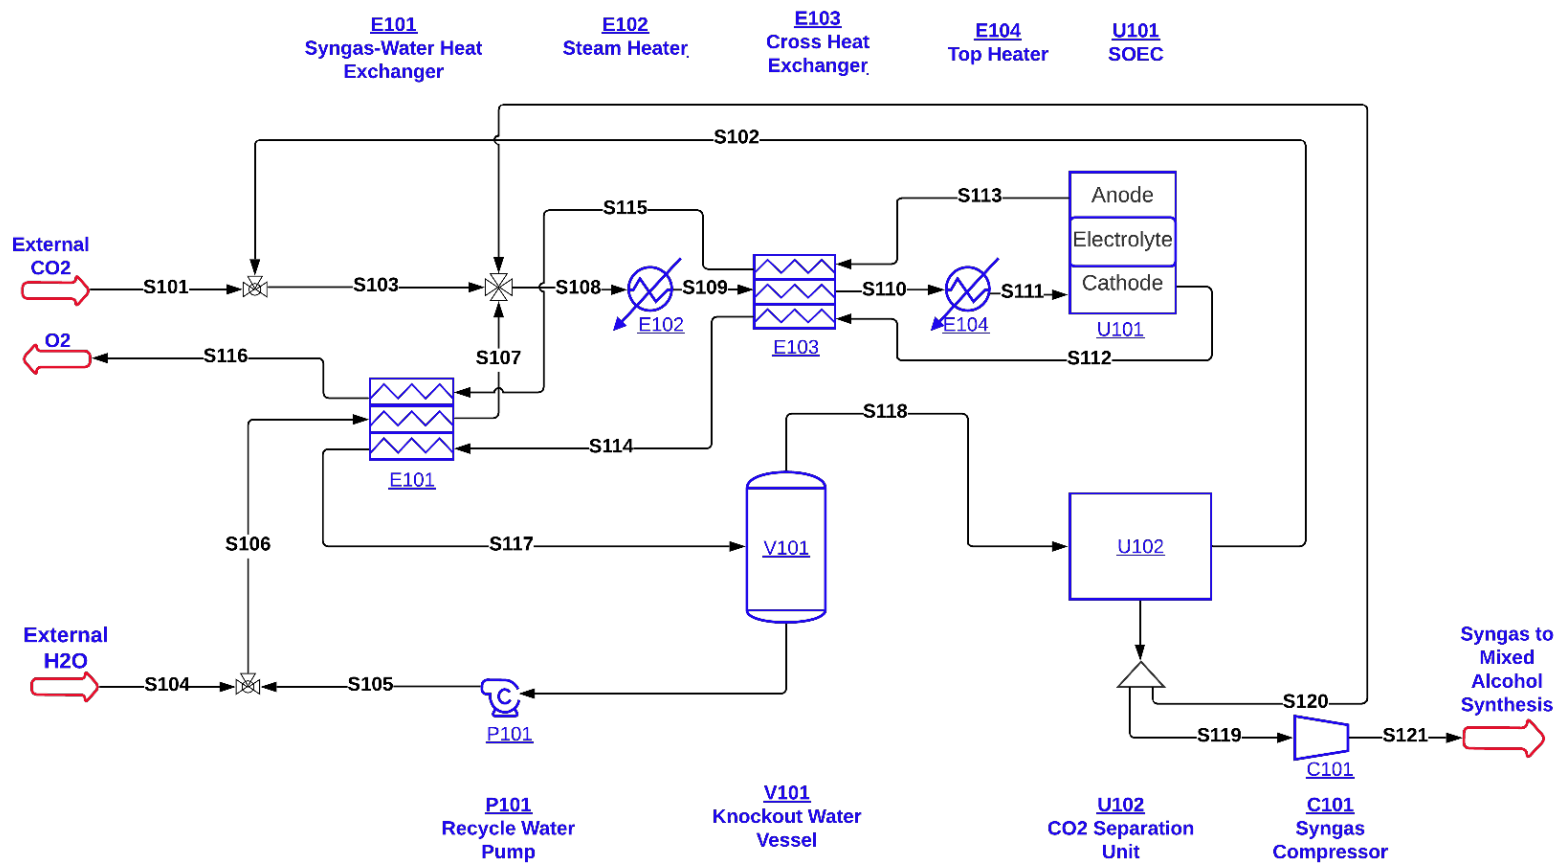 E101
Syngas-Water Heat
Exchanger
E102
Steam Heater
E103
Cross Heat
Exchanger
E104
Top Heater
U101
SOEC
S102
S113
Anode
Electrolyte
Cathode
U101
S115
External
CO2
S101
S103
S108
E102
S109
E103
S110
E104
S111
S112
O2
S116
S107
E101
S114
S118
S106
S117
V101
U102
External
H2O
S104
S105
C
P101
S120
S119
C101
S121
Syngas to
Mixed
Alcohol
Synthesis
P101
Recycle Water
Pump
V101
Knockout Water
Vessel
U102
CO2 Separation
Unit
C101
Syngas
Compressor